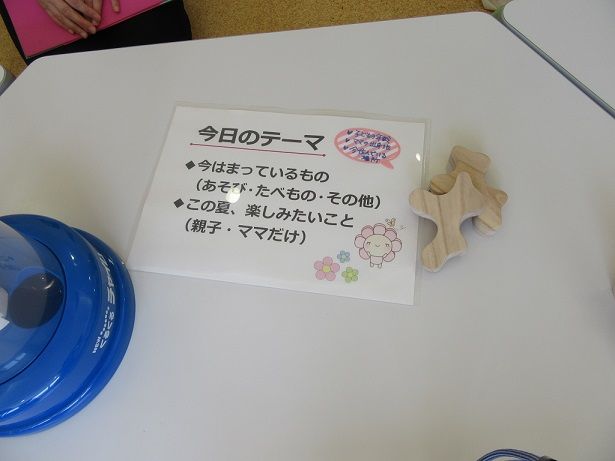 今日のテーマ
◆今はまっているもの
（あそび・たべもの・その他）
◆この夏、楽しみたいこと
（親子・ママだけ）